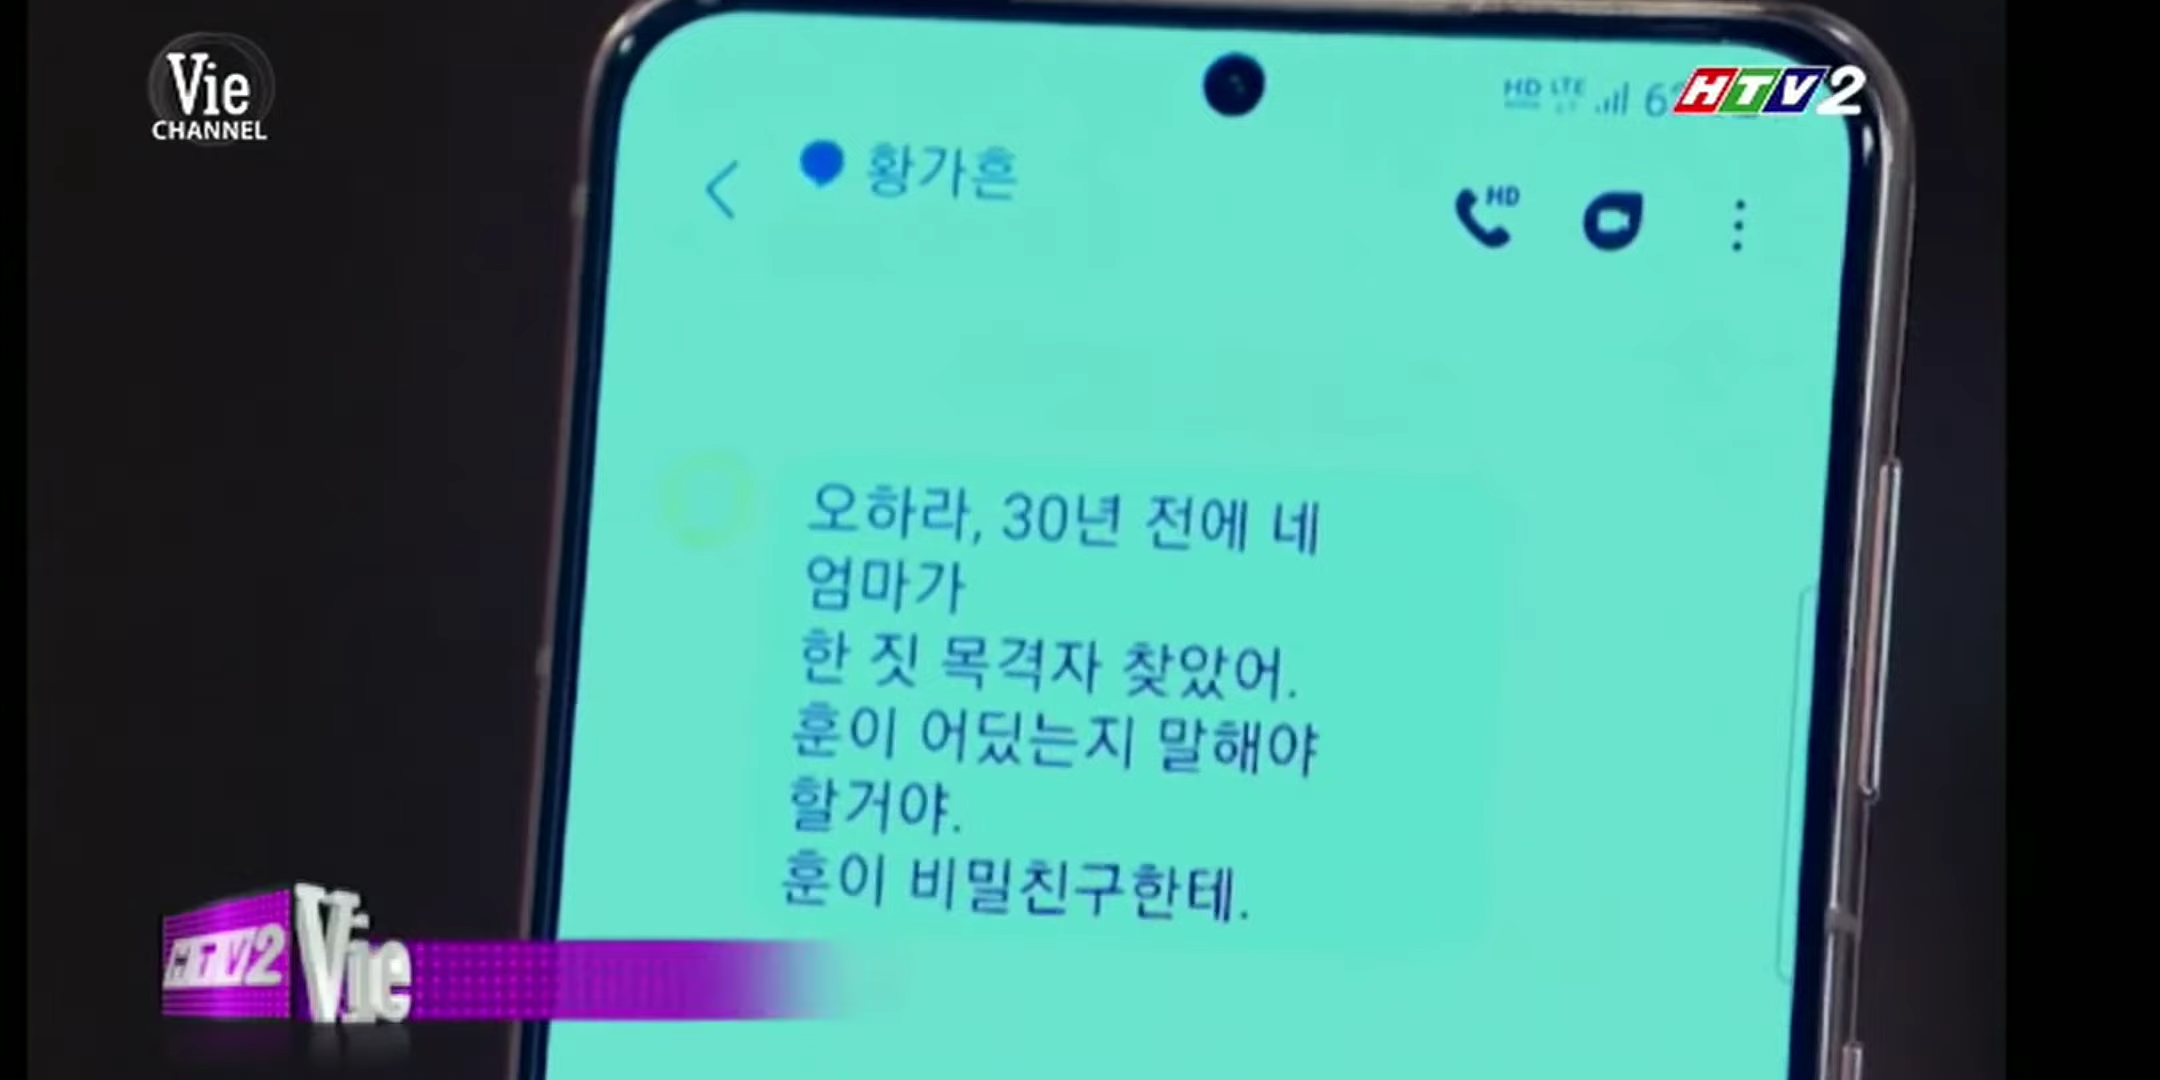 Vie
CHANNEL
HD LTE 6
HTV2
황가흔
HD
오하라, 30년 전에 네
엄마가
한 짓 목격자 찾았어.
훈이 어딨는지 말해야
할거야.
훈이 비밀친구한테.
HTV2 Vie